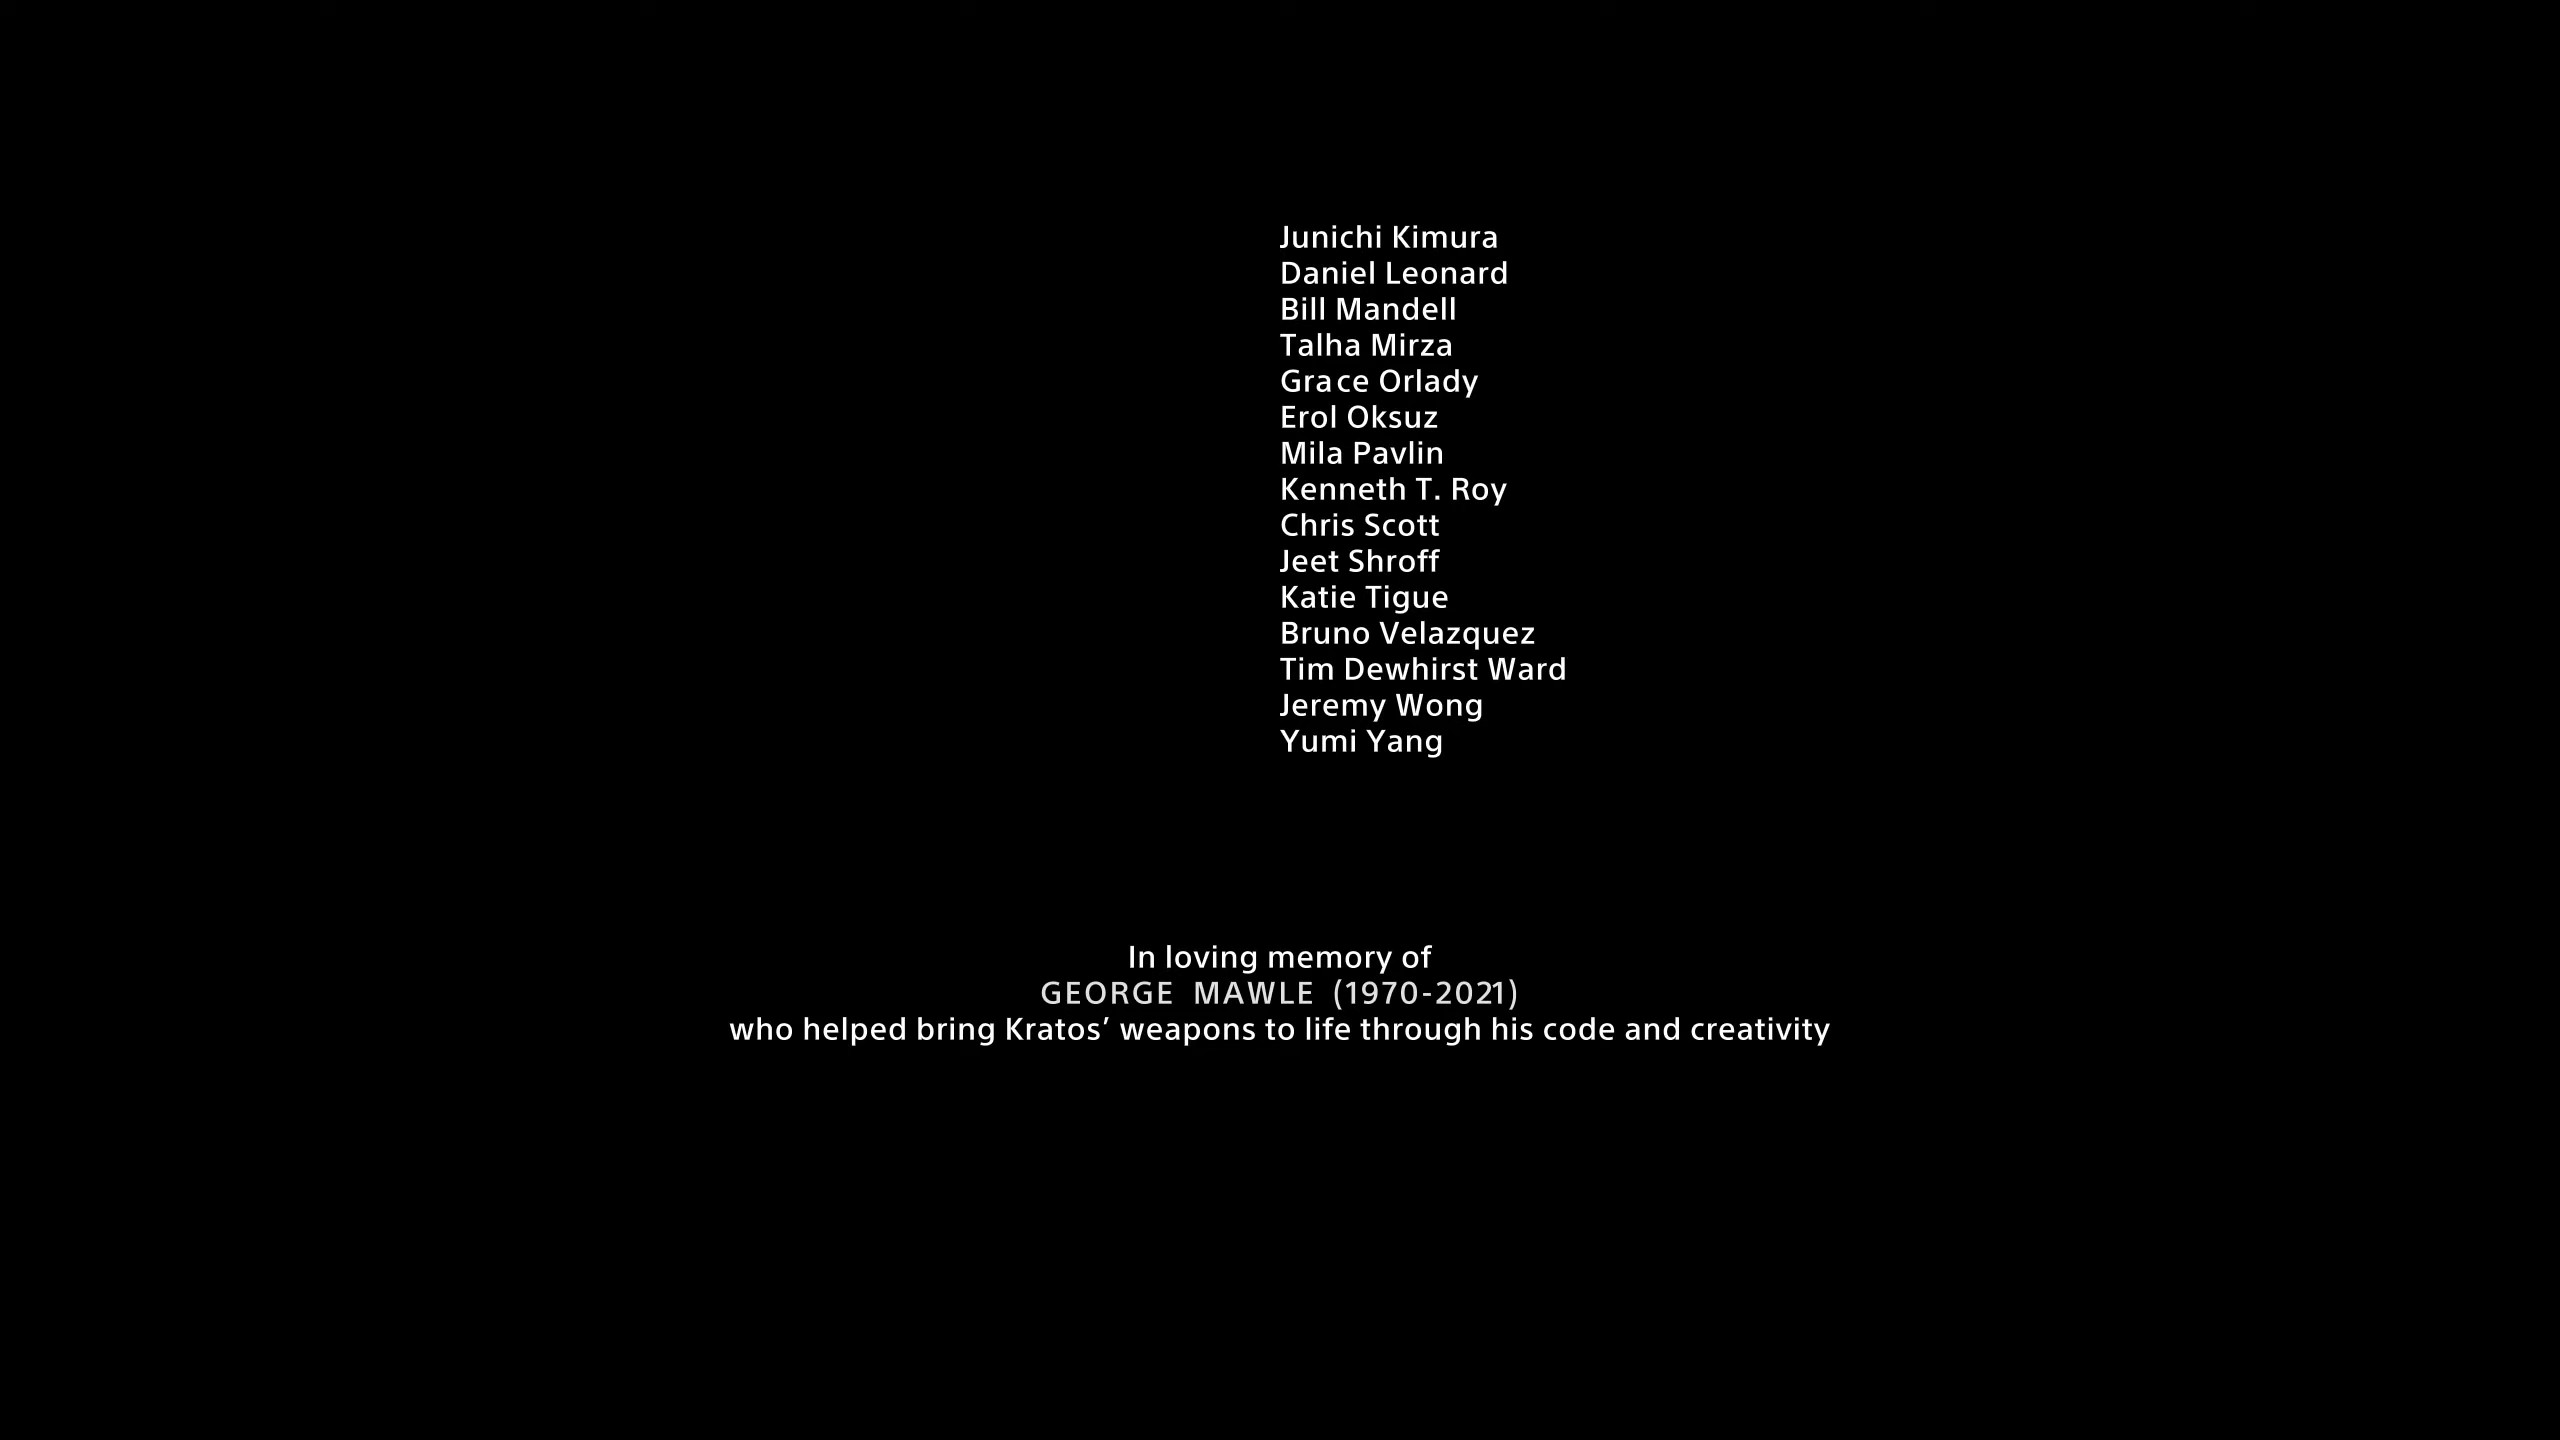 Junichi Kimura
Daniel Leonard
Bill Mandell
Talha Mirza
Grace Orlady
Erol Oksuz
Mila Pavlin
Kenneth T. Roy
Chris Scott
Jeet Shroff
Katie Tigue
Bruno Velazquez
Tim Dewhirst Ward
Jeremy Wong
Yumi Yang
In loving memory of
GEORGE MAWLE (1970-2021)
who helped bring Kratos’ weapons to life through his code and creativity